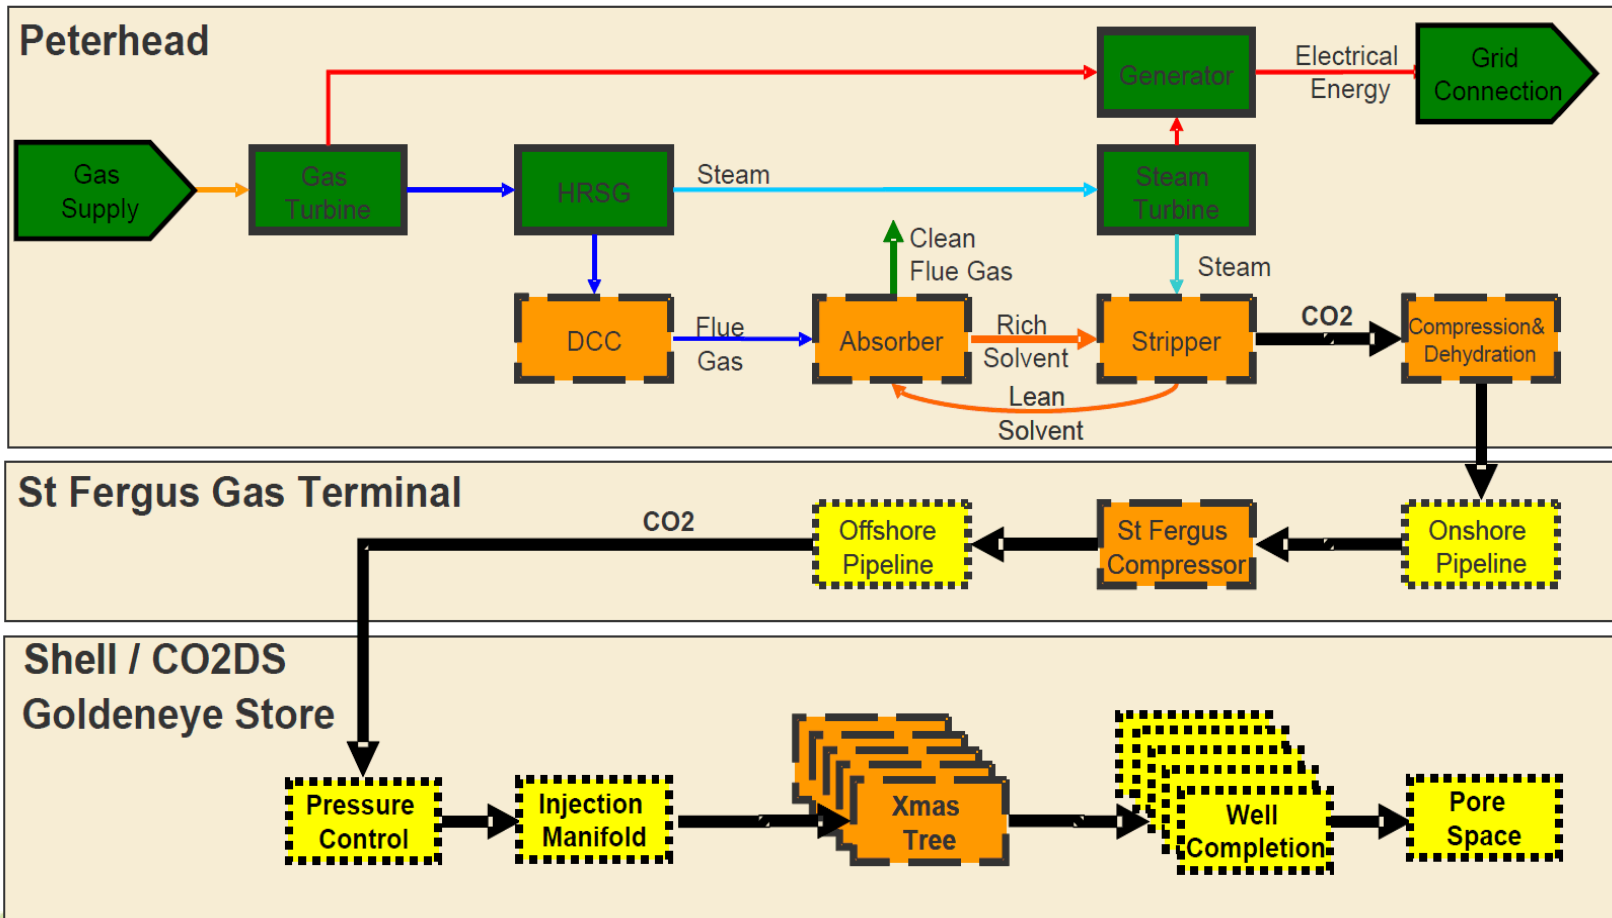 Peterhead
Generator
Electrical
Energy
Grid
Connection
Gas
Supply
Gas
Turbine
HRSG
Steam
Steam
Turbine
Clean
Flue Gas
Steam
DCC
Flue
Gas
Absorber
Rich
Solvent
Stripper
CO2
Compression&
Dehydration
Lean
Solvent
St Fergus Gas Terminal
CO2
Offshore
Pipeline
St Fergus
Compressor
Onshore
Pipeline
Shell / CO2DS
Goldeneye Store
Pressure
Control
Injection
Manifold
Xmas
Tree
Well
Completion
Pore
Space